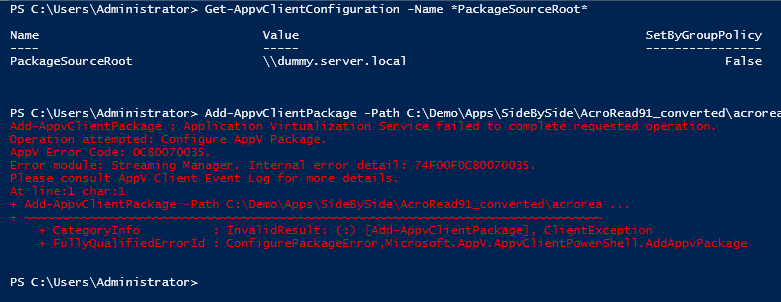 PS C:\Users\Administrator> Get-AppvClientConfiguration -Name *PackageSourceRoot*
Name Value SetByGroupPolicy
---- ----- ----------------
PackageSourceRoot \\dummy.server.local False
PS C:\Users\Administrator> Add-AppvClientPackage -Path C:\Demo\Apps\SideBySide\AcroRead91_converted\acrorea
Add-AppvClientPackage : Application Virtualization Service failed to complete requested operation.
Operation attempted: Configure AppV Package.
AppV Error Code: 0C80070035.
Error module: Streaming Manager. Internal error detail: 74F00F0C80070035.
Please consult AppV Client Event Log for more details.
At line:1 char:1
+ Add-AppvClientPackage -Path C:\Demo\Apps\SideBySide\AcroRead91_converted\acrorea ...
+ ~~~~~~~~~~~~~~~~~~~~~~~~~~~~~~~~~~~~~~~~~~~~~~~~~~~~~~~~~~~~~~~~~~~~~~~~~~~~~~~~
+ CategoryInfo : InvalidResult: (:) [Add-AppvClientPackage], ClientException
+ FullyQualifiedErrorId : ConfigurePackageError,Microsoft.AppV.AppvClientPowerShell.AddAppvPackage
PS C:\Users\Administrator>